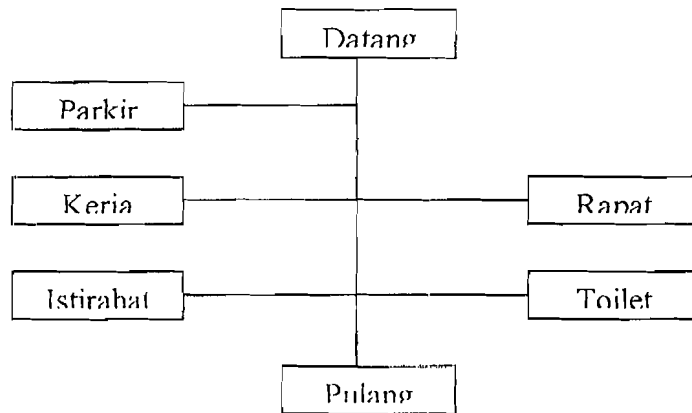 Datang
Parkir
Kerja Rapat
Istirahat Toilet
Pulang